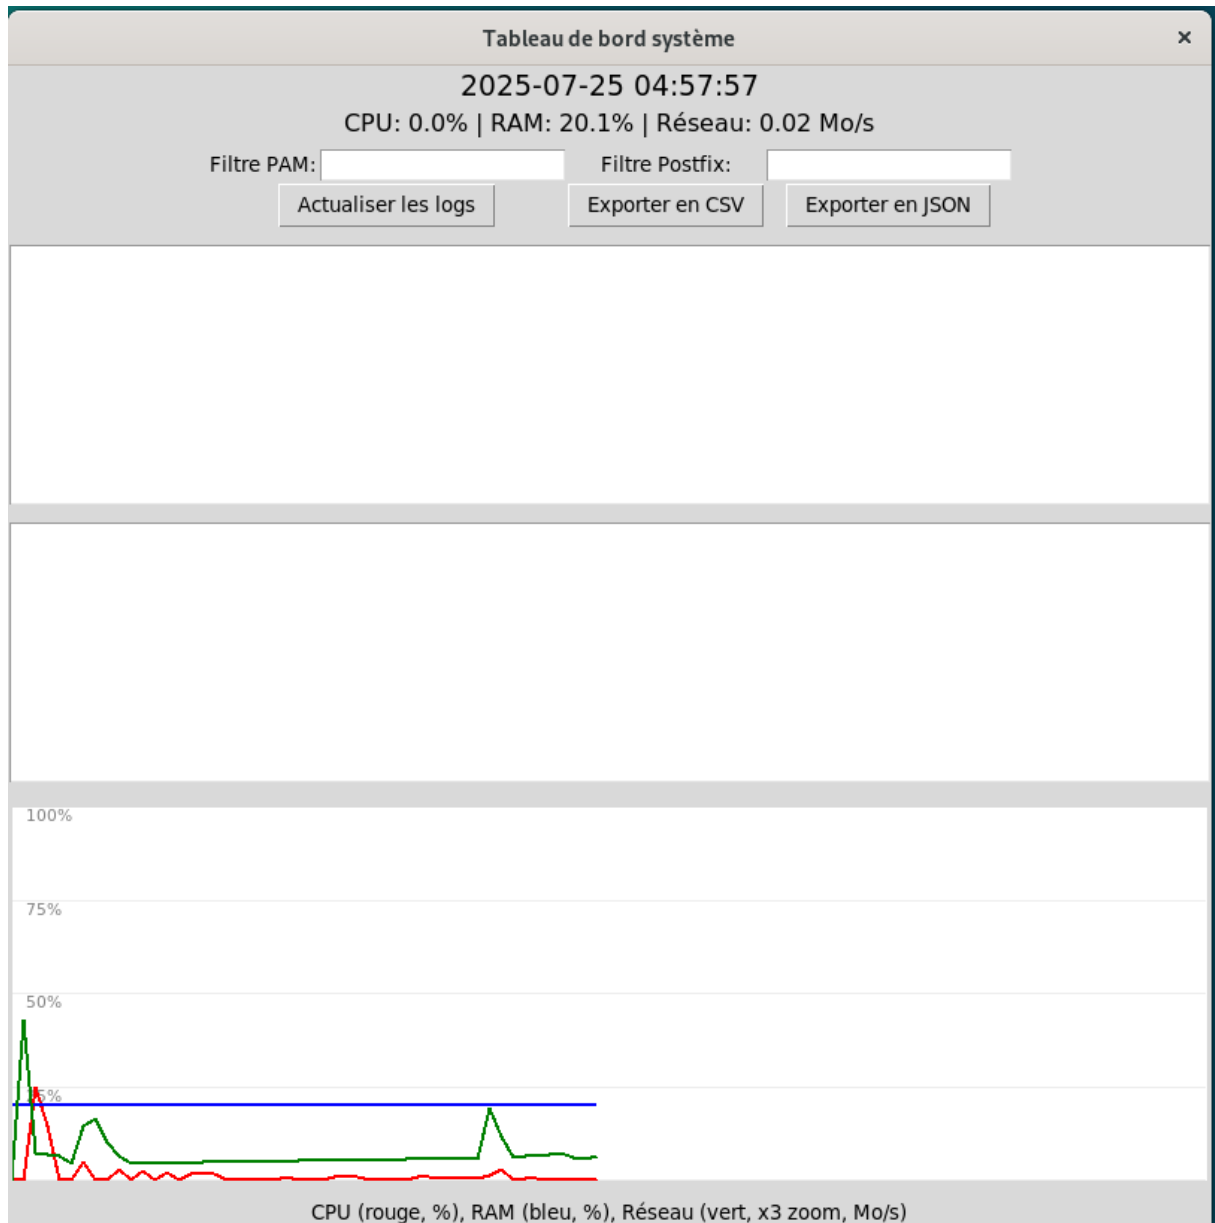 Tableau de bord système ×
2025-07-25 04:57:57
CPU: 0.0% | RAM: 20.1% | Réseau: 0.02 Mo/s
Filtre PAM: Filtre Postfix:
Actualiser les logs Exporter en CSV Exporter en JSON
100%
75%
50%
25%
CPU (rouge, %), RAM (bleu, %), Réseau (vert, x3 zoom, Mo/s)